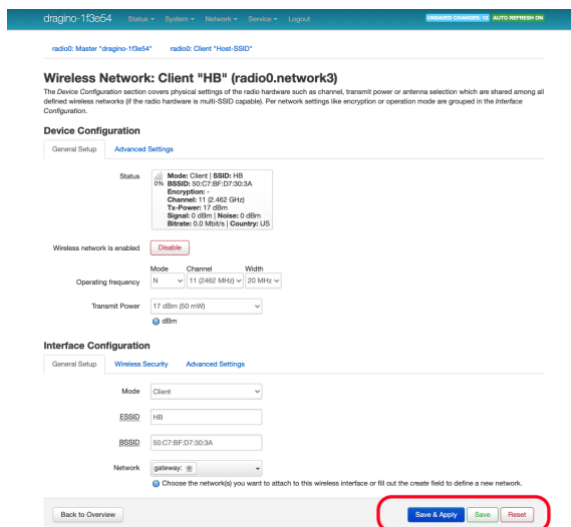 dragino-1f3e54 Status System Network Service Logout UNSAVED CHANGES: 15 AUTO REFRESH ON
radio0: Master "dragino-1f3e54" radio0: Client "Host-SSID"
Wireless Network: Client "HB" (radio0.network3)
The Device Configuration section covers physical settings of the radio hardware such as channel, transmit power or antenna selection which are shared among all
defined wireless networks (if the radio hardware is multi-SSID capable). Per network settings like encryption or operation mode are grouped in the Interface
Configuration.
Device Configuration
General Setup Advanced Settings
Status
Mode: Client | SSID: HB
0% BSSID: 50:C7:BF:D7:30:3A
Encryption: -
Channel: 11 (2.462 GHz)
Tx-Power: 17 dBm
Signal: 0 dBm | Noise: 0 dBm
Bitrate: 0.0 Mbit/s | Country: US
Wireless network is enabled Disable
Mode Channel Width
Operating frequency N 11 (2462 MHz) 20 MHz
Transmit Power 17 dBm (50 mW)
dBm
Interface Configuration
General Setup Wireless Security Advanced Settings
Mode Client
ESSID HB
BSSID 50:C7:BF:D7:30:3A
Network gateway:
Choose the network(s) you want to attach to this wireless interface or fill out the create field to define a new network.
Back to Overview Save & Apply Save Reset